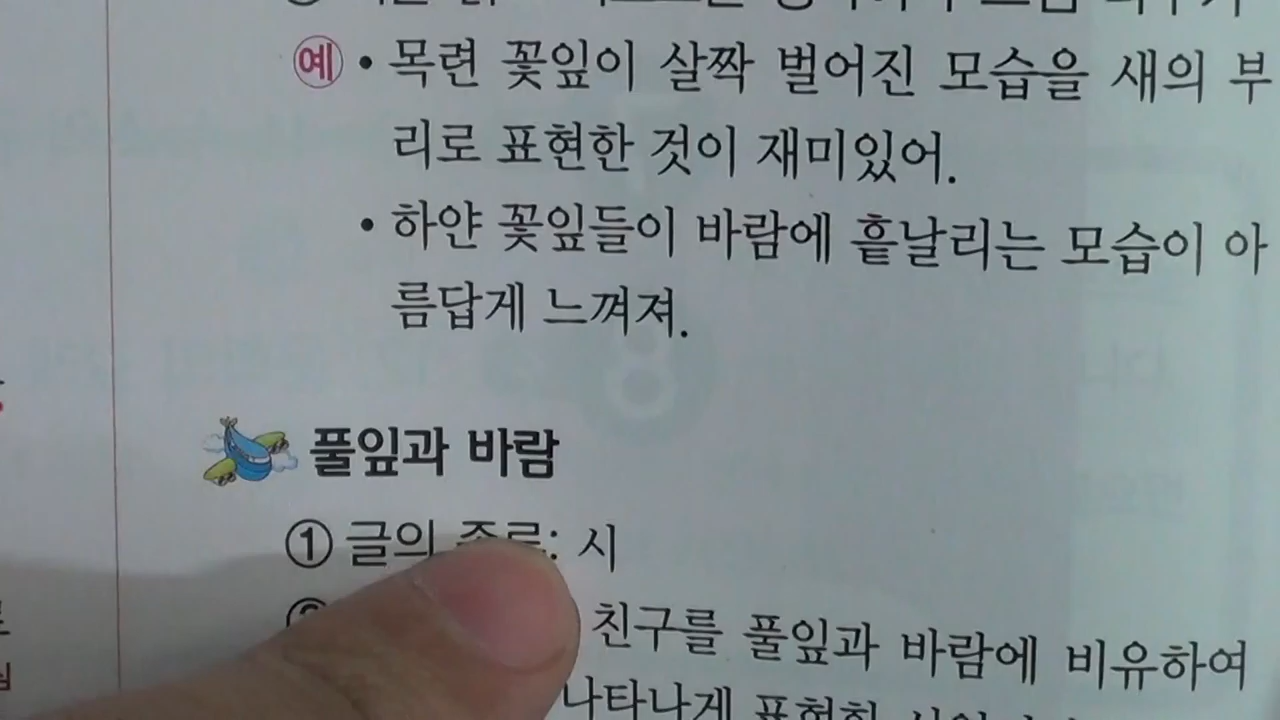 예 • 목련 꽃잎이 살짝 벌어진 모습을 새의 부
리로 표현한 것이 재미있어.
• 하얀 꽃잎들이 바람에 흩날리는 모습이 아
름답게 느껴져.
풀잎과 바람
① 글의 종류: 시
친구를 풀잎과 바람에 비유하여
나타나게 표현한